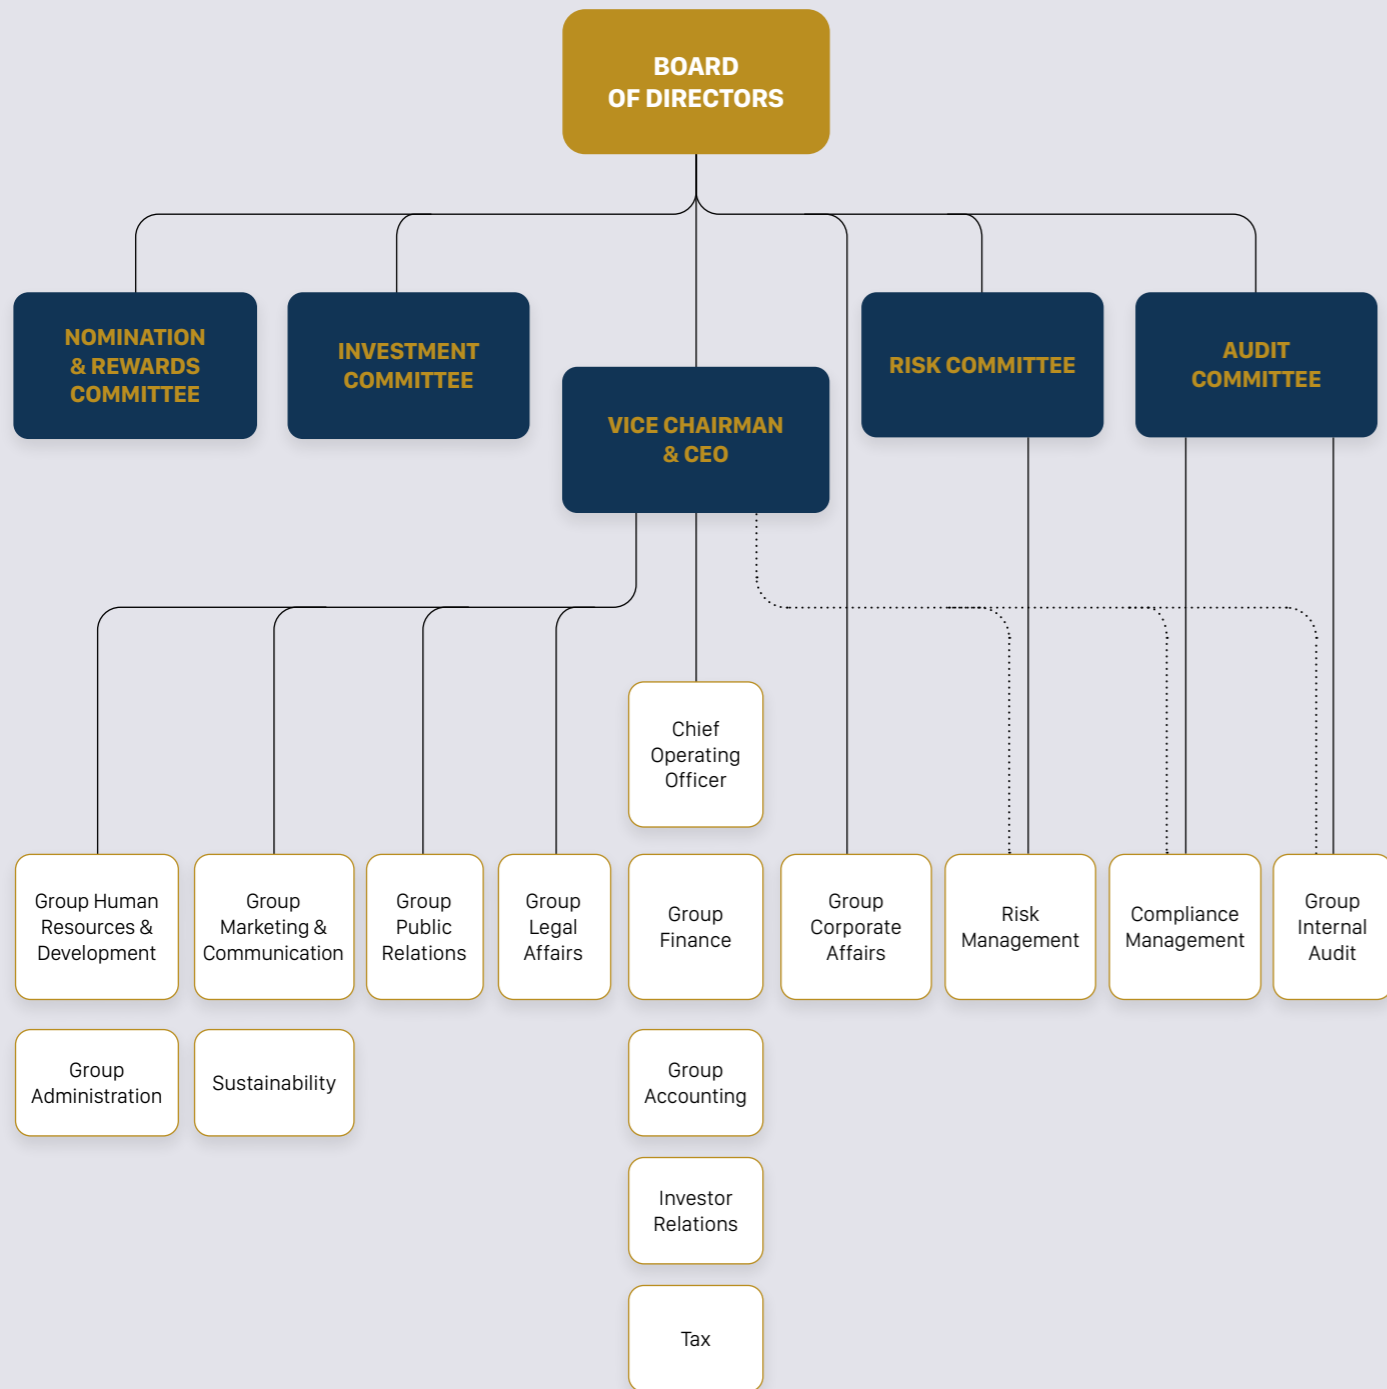 BOARD
OF DIRECTORS
NOMINATION
& REWARDS
COMMITTEE
INVESTMENT
COMMITTEE
VICE CHAIRMAN
& CEO
RISK COMMITTEE
AUDIT
COMMITTEE
Chief
Operating
Officer
Group Human
Resources &
Development
Group
Marketing &
Communication
Group
Public
Relations
Group
Legal
Affairs
Group
Finance
Group
Corporate
Affairs
Risk
Management
Compliance
Management
Group
Internal
Audit
Group
Administration
Sustainability
Group
Accounting
Investor
Relations
Tax